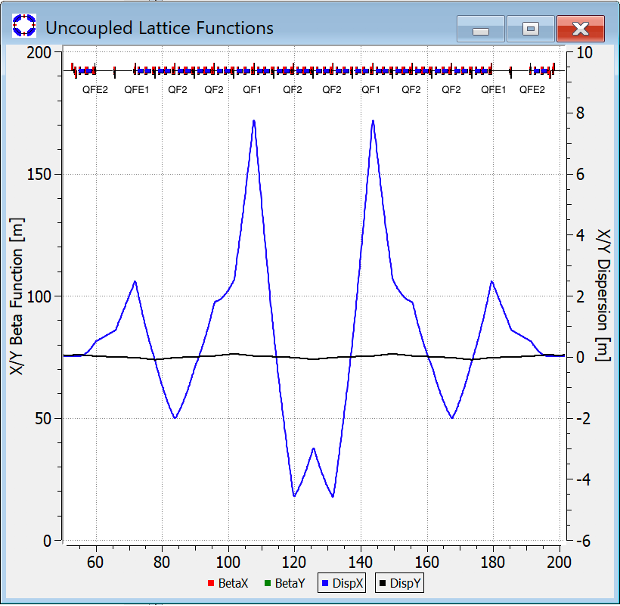 Uncoupled Lattice Functions
200
10
QFE2 QFE1 QF2 QF2 QF1 QF2 QF2 QF1 QF2 QF2 QFE1 QFE2
8
150
6
4
100
2
0
50
-2
-4
0
-6
X/Y Beta Function [m]
X/Y Dispersion [m]
60 80 100 120 140 160 180 200
BetaX BetaY DispX DispY